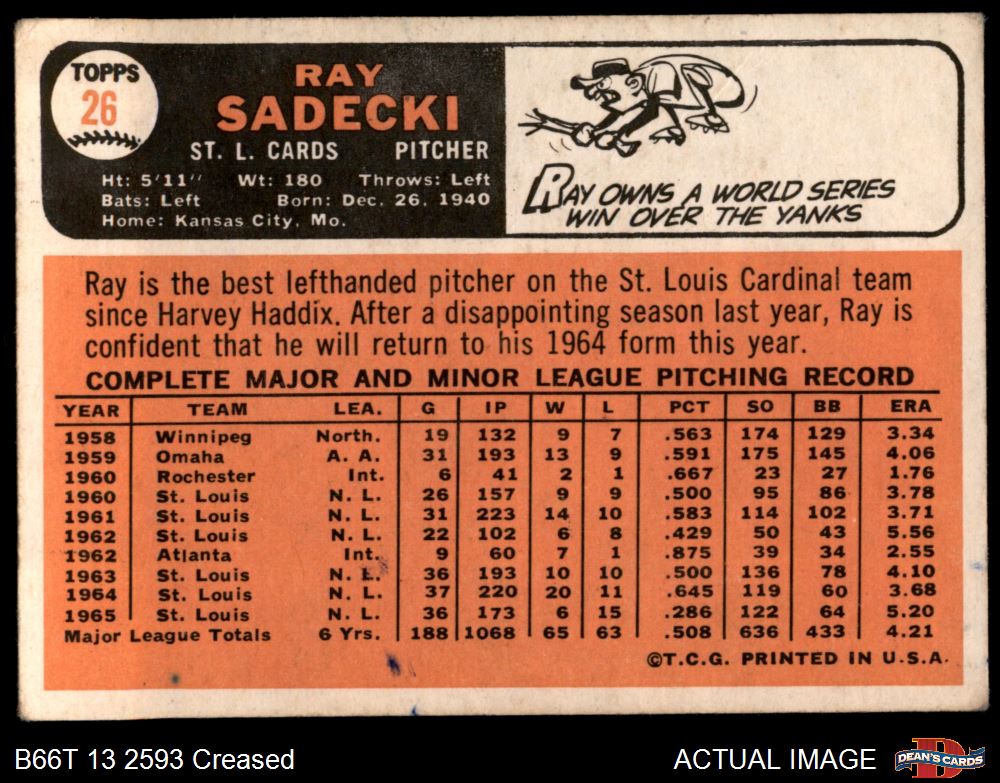 TOPPS
26
RAY
SADECKI
ST. L. CARDS PITCHER
Ht: 5'11" Wt: 180 Throws: Left
Bats: Left Born: Dec. 26, 1940
Home: Kansas City, Mo.
RAY OWNS A WORLD SERIES
WIN OVER THE YANKS
Ray is the best lefthanded pitcher on the St. Louis Cardinal team
since Harvey Haddix. After a disappointing season last year, Ray is
confident that he will return to his 1964 form this year.
COMPLETE MAJOR AND MINOR LEAGUE PITCHING RECORD
YEAR TEAM LEA. G IP W L PCT SO BB ERA
1958 Winnipeg North. 19 132 9 7 .563 174 129 3.34
1959 Omaha A. A. 31 193 13 9 .591 175 145 4.06
1960 Rochester Int. 6 41 2 1 .667 23 27 1.76
1960 St. Louis N. L. 26 157 9 9 .500 95 86 3.78
1961 St. Louis N. L. 31 223 14 10 .583 114 102 3.71
1962 St. Louis N. L. 22 102 6 8 .429 50 43 5.56
1962 Atlanta Int. 9 60 7 1 .875 39 34 2.55
1963 St. Louis N. L. 36 193 10 10 .500 136 78 4.10
1964 St. Louis N. L. 37 220 20 11 .645 119 60 3.68
1965 St. Louis N. L. 36 173 6 15 .286 122 64 5.20
Major League Totals 6 Yrs. 188 1068 65 63 .508 636 433 4.21
©T.C.G. PRINTED IN U.S.A.
B66T 13 2593 Creased
ACTUAL IMAGE
DEAN'S CARDS